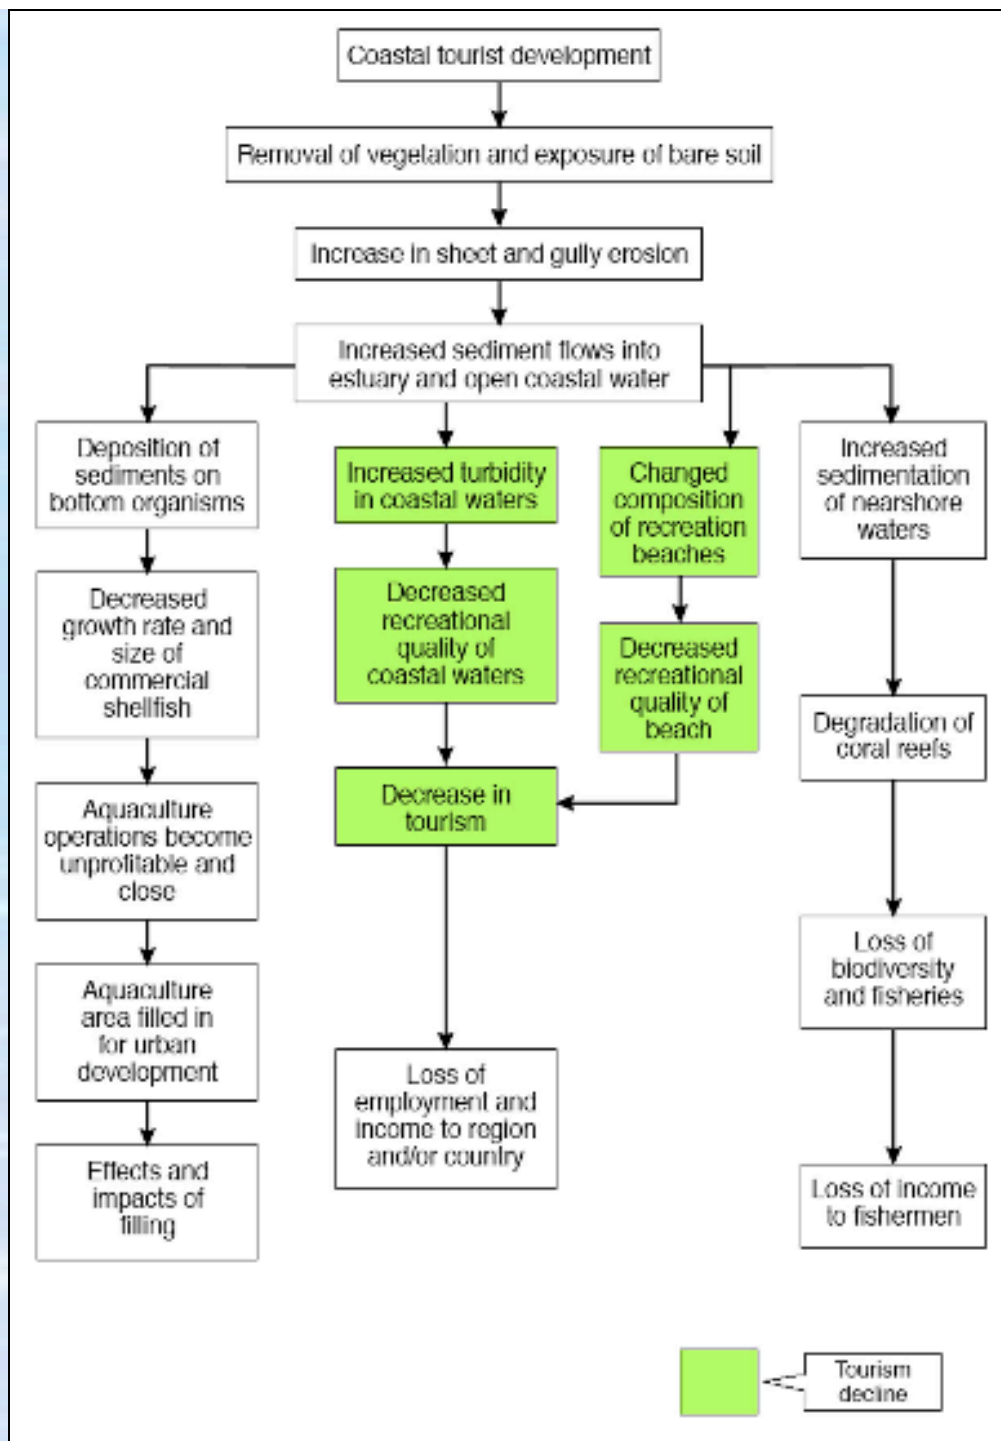 Coastal tourist development
Removal of vegetation and exposure of bare soil
Increase in sheet and gully erosion
Increased sediment flows into
estuary and open coastal water
Deposition of
sediments on
bottom organisms
Decreased
growth rate and
size of
commercial
shellfish
Aquaculture
operations become
unprofitable and
close
Aquaculture
area filled in
for urban
development
Effects and
impacts of
filling
Increased turbidity
in coastal waters
Decreased
recreational
quality of
coastal waters
Decrease in
tourism
Loss of
employment and
income to region
and/or country
Changed
composition
of recreation
beaches
Decreased
recreational
quality of
beach
Increased
sedimentation
of nearshore
waters
Degradation of
coral reefs
Loss of
biodiversity
and fisheries
Loss of income
to fishermen
Tourism
decline